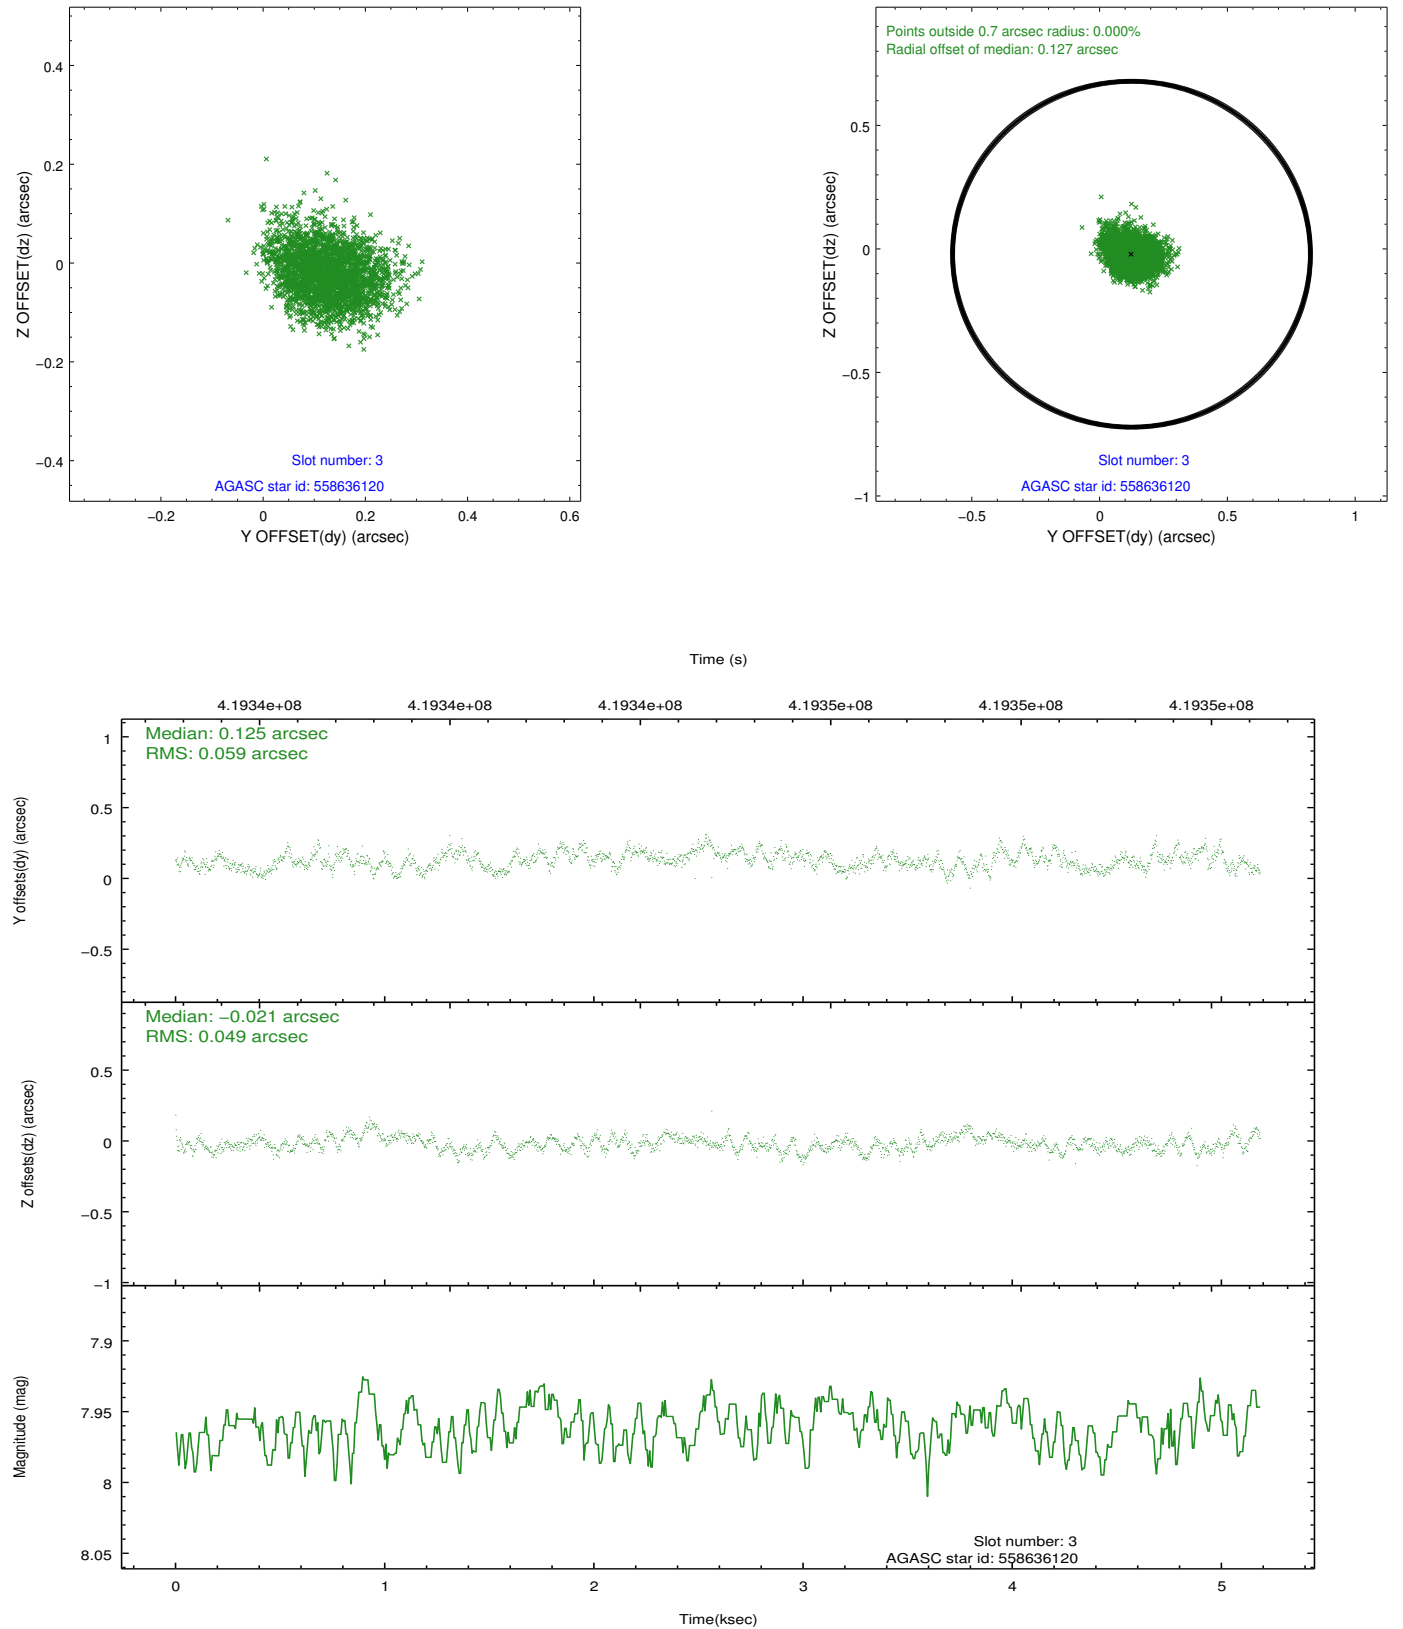 0.4
0.2
0
−0.2
−0.4
Z OFFSET(dz) (arcsec)
Slot number: 3
AGASC star id: 558636120
−0.2 0 0.2 0.4 0.6
Y OFFSET(dy) (arcsec)
Points outside 0.7 arcsec radius: 0.000%
Radial offset of median: 0.127 arcsec
0.5
0
−0.5
−1
Z OFFSET(dz) (arcsec)
Slot number: 3
AGASC star id: 558636120
−0.5 0 0.5 1
Y OFFSET(dy) (arcsec)
Time (s)
4.1934e+08 4.1934e+08 4.1934e+08 4.1935e+08 4.1935e+08 4.1935e+08
Median: 0.125 arcsec
RMS: 0.059 arcsec
1
0.5
0
−0.5
Y offsets(dy) (arcsec)
Median: −0.021 arcsec
RMS: 0.049 arcsec
0.5
0
−0.5
−1
Z offsets(dz) (arcsec)
7.9
7.95
8
8.05
Magnitude (mag)
Slot number: 3
AGASC star id: 558636120
0 1 2 3 4 5
Time(ksec)